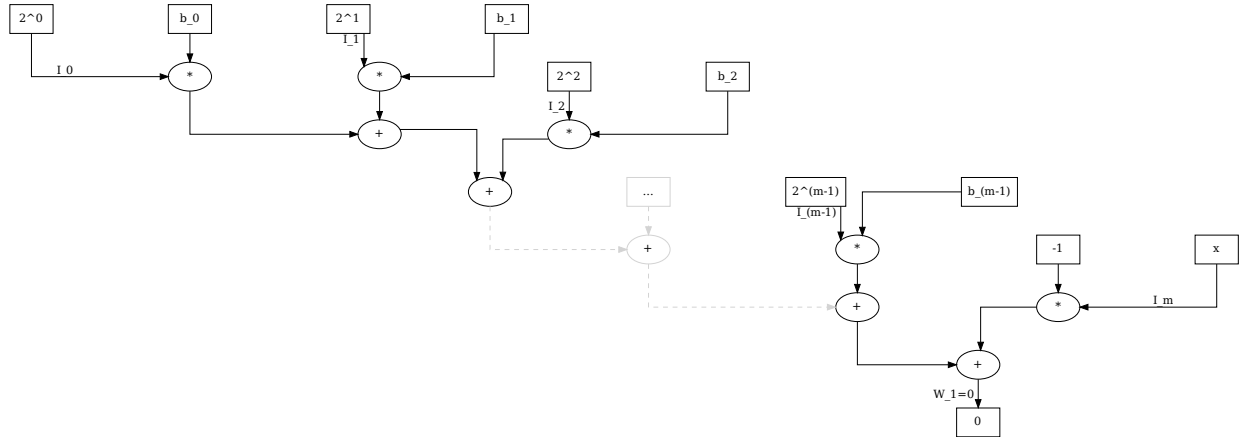 2^0 b_0 2^1 b_1
I_1
I_0 * * 2^2 b_2
I_2
+ *
+ ... 2^(m-1) b_(m-1)
I_(m-1)
+ * -1 x
+ * I_m
+
W_1=0
0